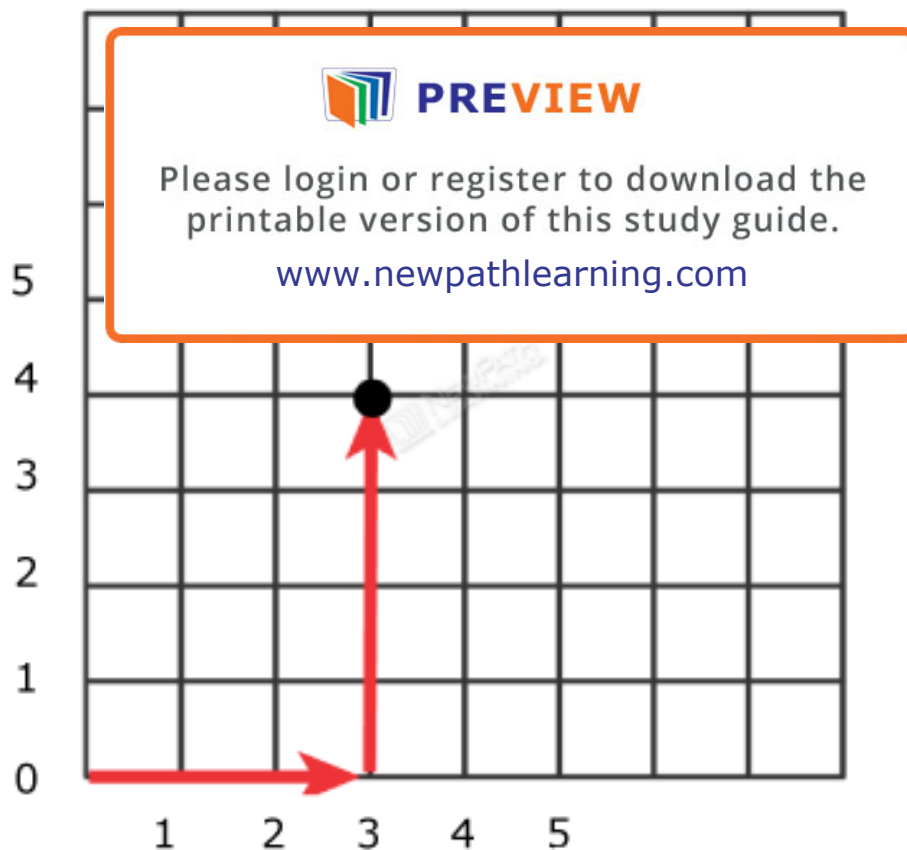 PREVIEW
Please login or register to download the
printable version of this study guide.
www.newpathlearning.com
5
4
3
2
1
0
1 2 3 4 5